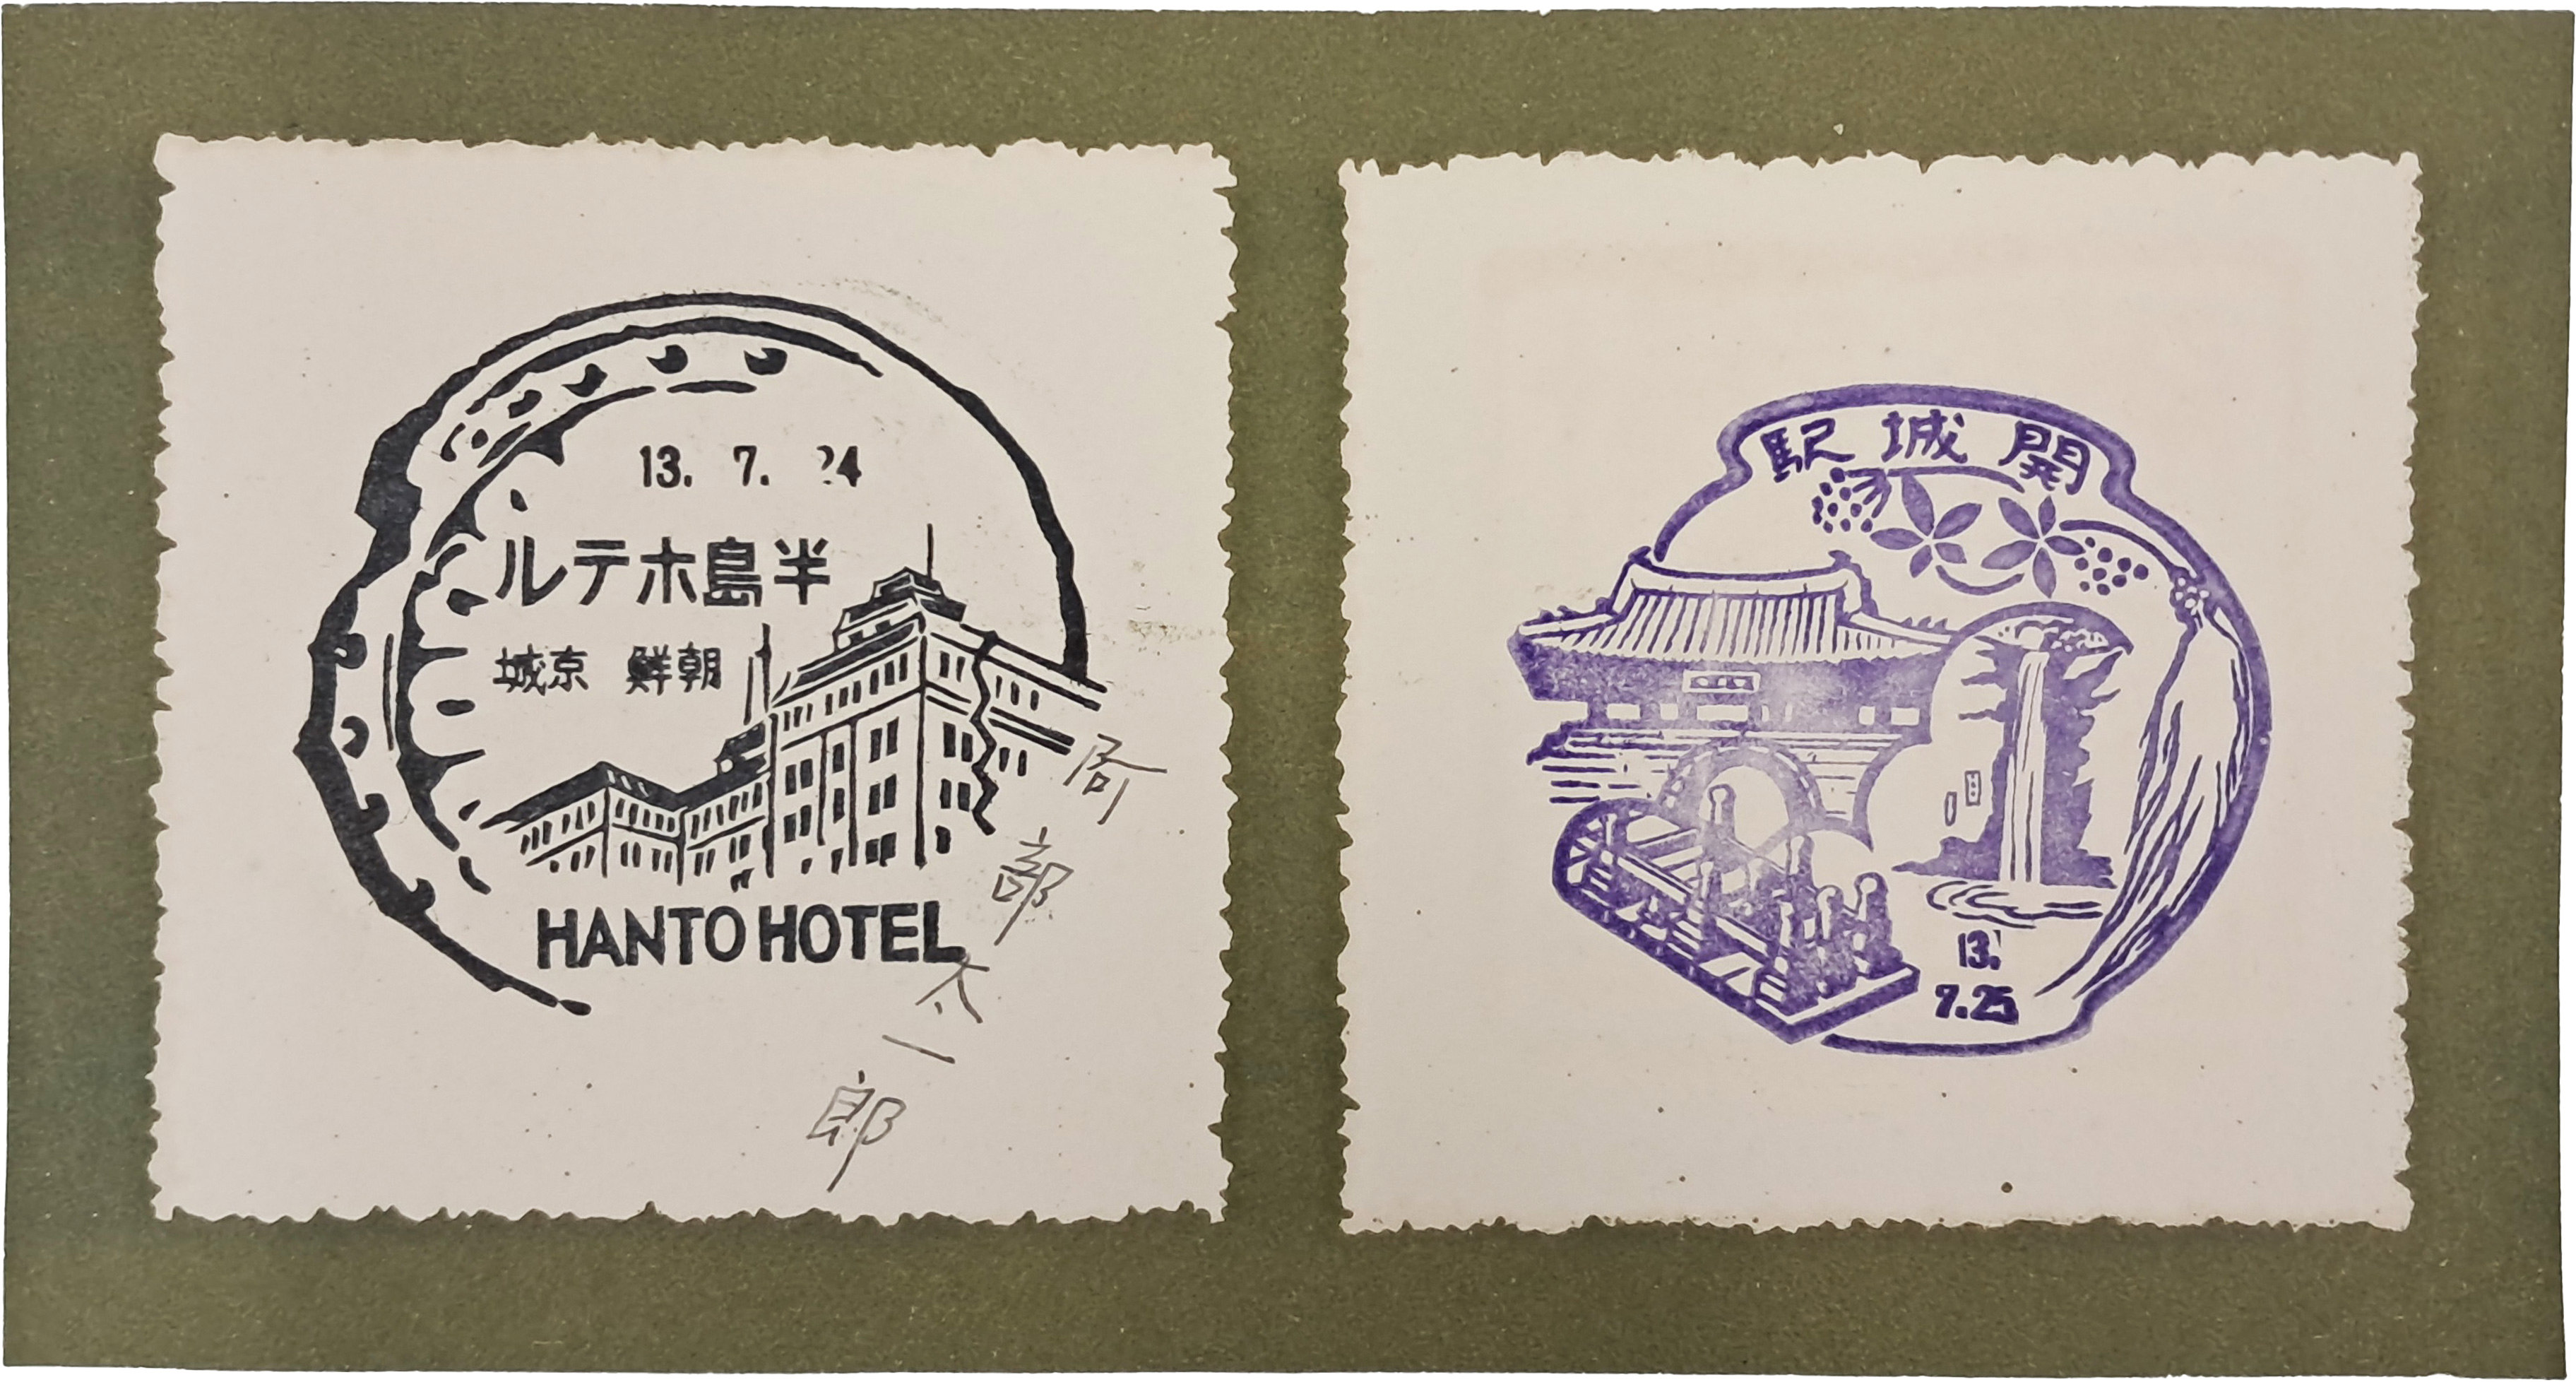 13. 7. 24
半島ホテル
朝鮮 京城
HANTO HOTEL
部太一郎
開城駅
13.
7.25